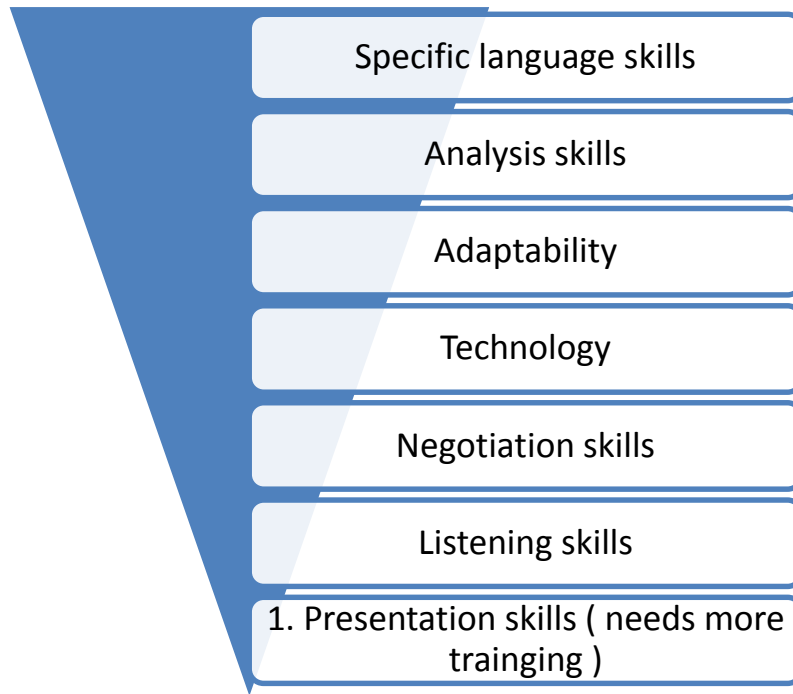 Specific language skills
Analysis skills
Adaptability
Technology
Negotiation skills
Listening skills
1. Presentation skills ( needs more
trainging )